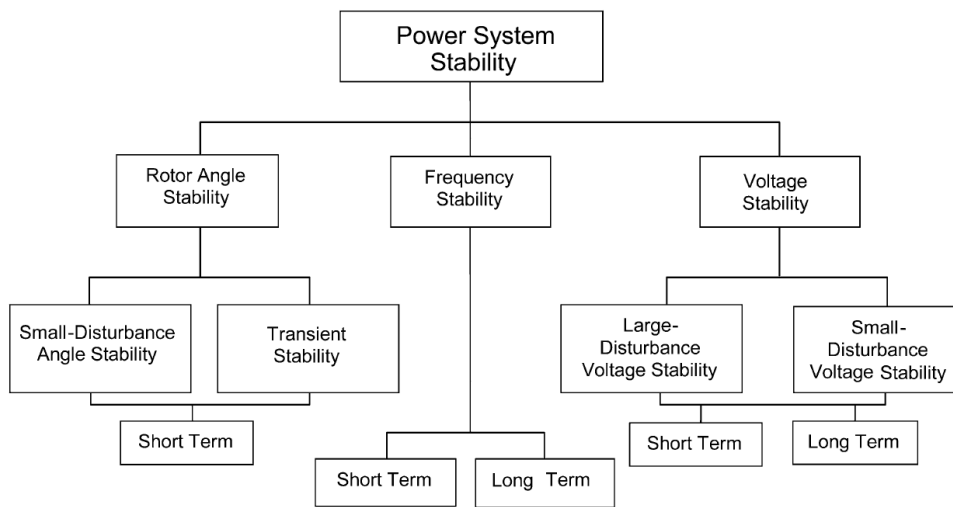 Power System
Stability
Rotor Angle
Stability
Frequency
Stability
Voltage
Stability
Small-Disturbance
Angle Stability
Transient
Stability
Large-
Disturbance
Voltage Stability
Small-
Disturbance
Voltage Stability
Short Term
Short Term
Long Term
Short Term
Long Term